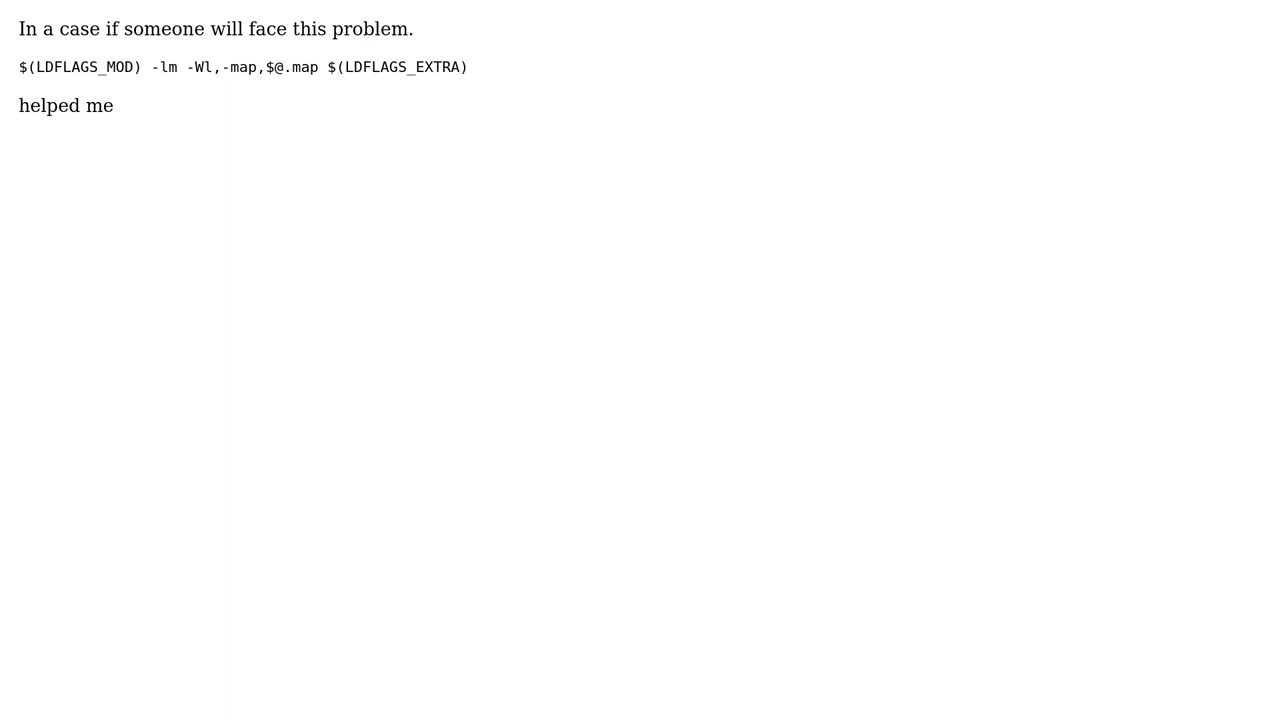 In a case if someone will face this problem.
$(LDFLAGS_MOD) -lm -Wl,-map,$@.map $(LDFLAGS_EXTRA)
helped me